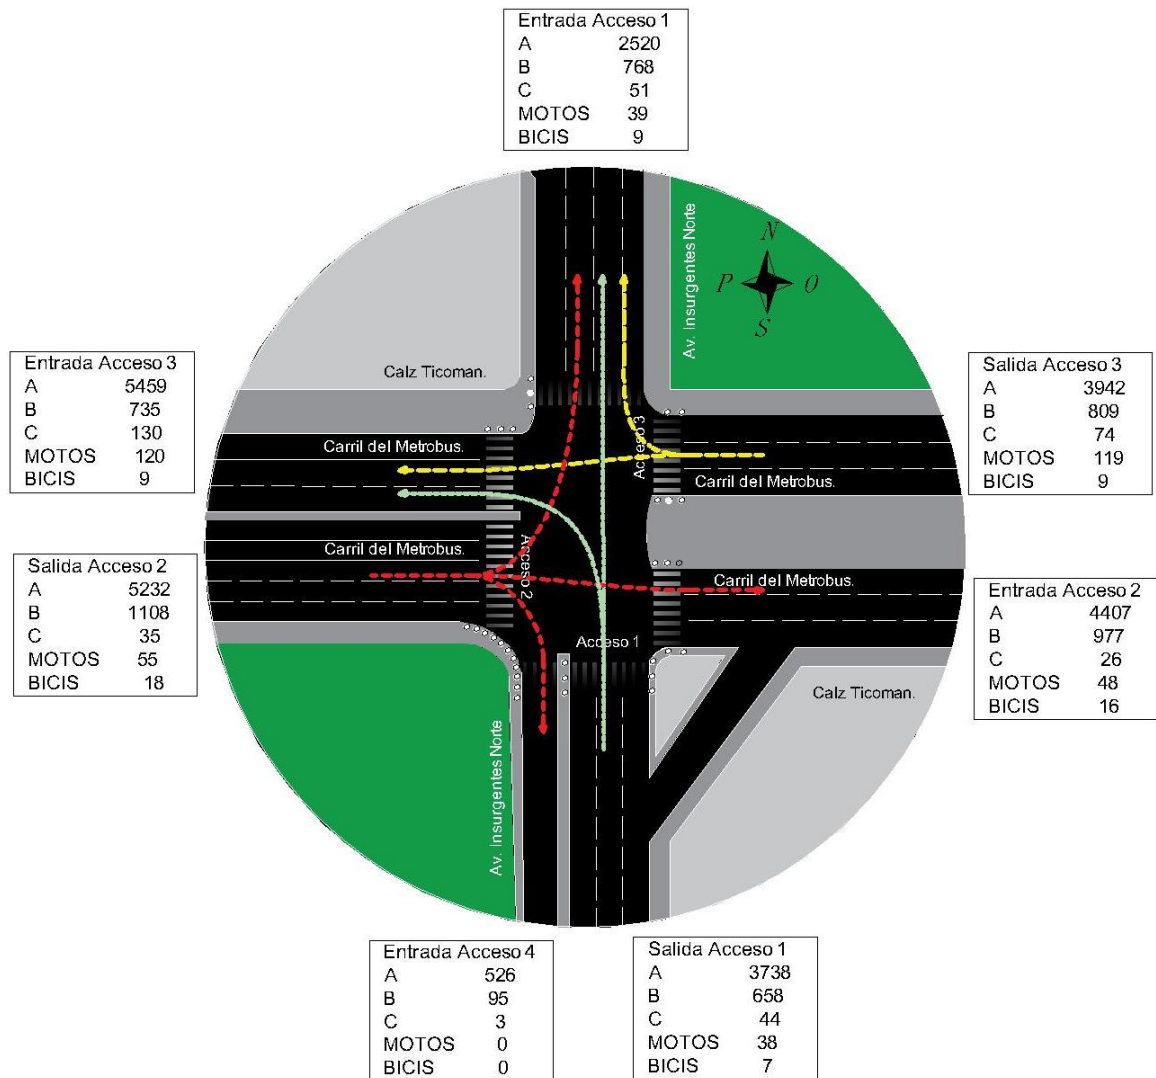 Entrada Acceso 1
A 2520
B 768
C 51
MOTOS 39
BICIS 9
Av. Insurgentes Norte
N
P O
S
Calz Ticoman.
Entrada Acceso 3
A 5459
B 735
C 130
MOTOS 120
BICIS 9
Salida Acceso 3
A 3942
B 809
C 74
MOTOS 119
BICIS 9
Carril del Metrobus.
Acceso 3
Carril del Metrobus.
Carril del Metrobus.
Acceso 2
Carril del Metrobus.
Salida Acceso 2
A 5232
B 1108
C 35
MOTOS 55
BICIS 18
Entrada Acceso 2
A 4407
B 977
C 26
MOTOS 48
BICIS 16
Acceso 1
Calz Ticoman.
Av. Insurgentes Norte
Entrada Acceso 4
A 526
B 95
C 3
MOTOS 0
BICIS 0
Salida Acceso 1
A 3738
B 658
C 44
MOTOS 38
BICIS 7